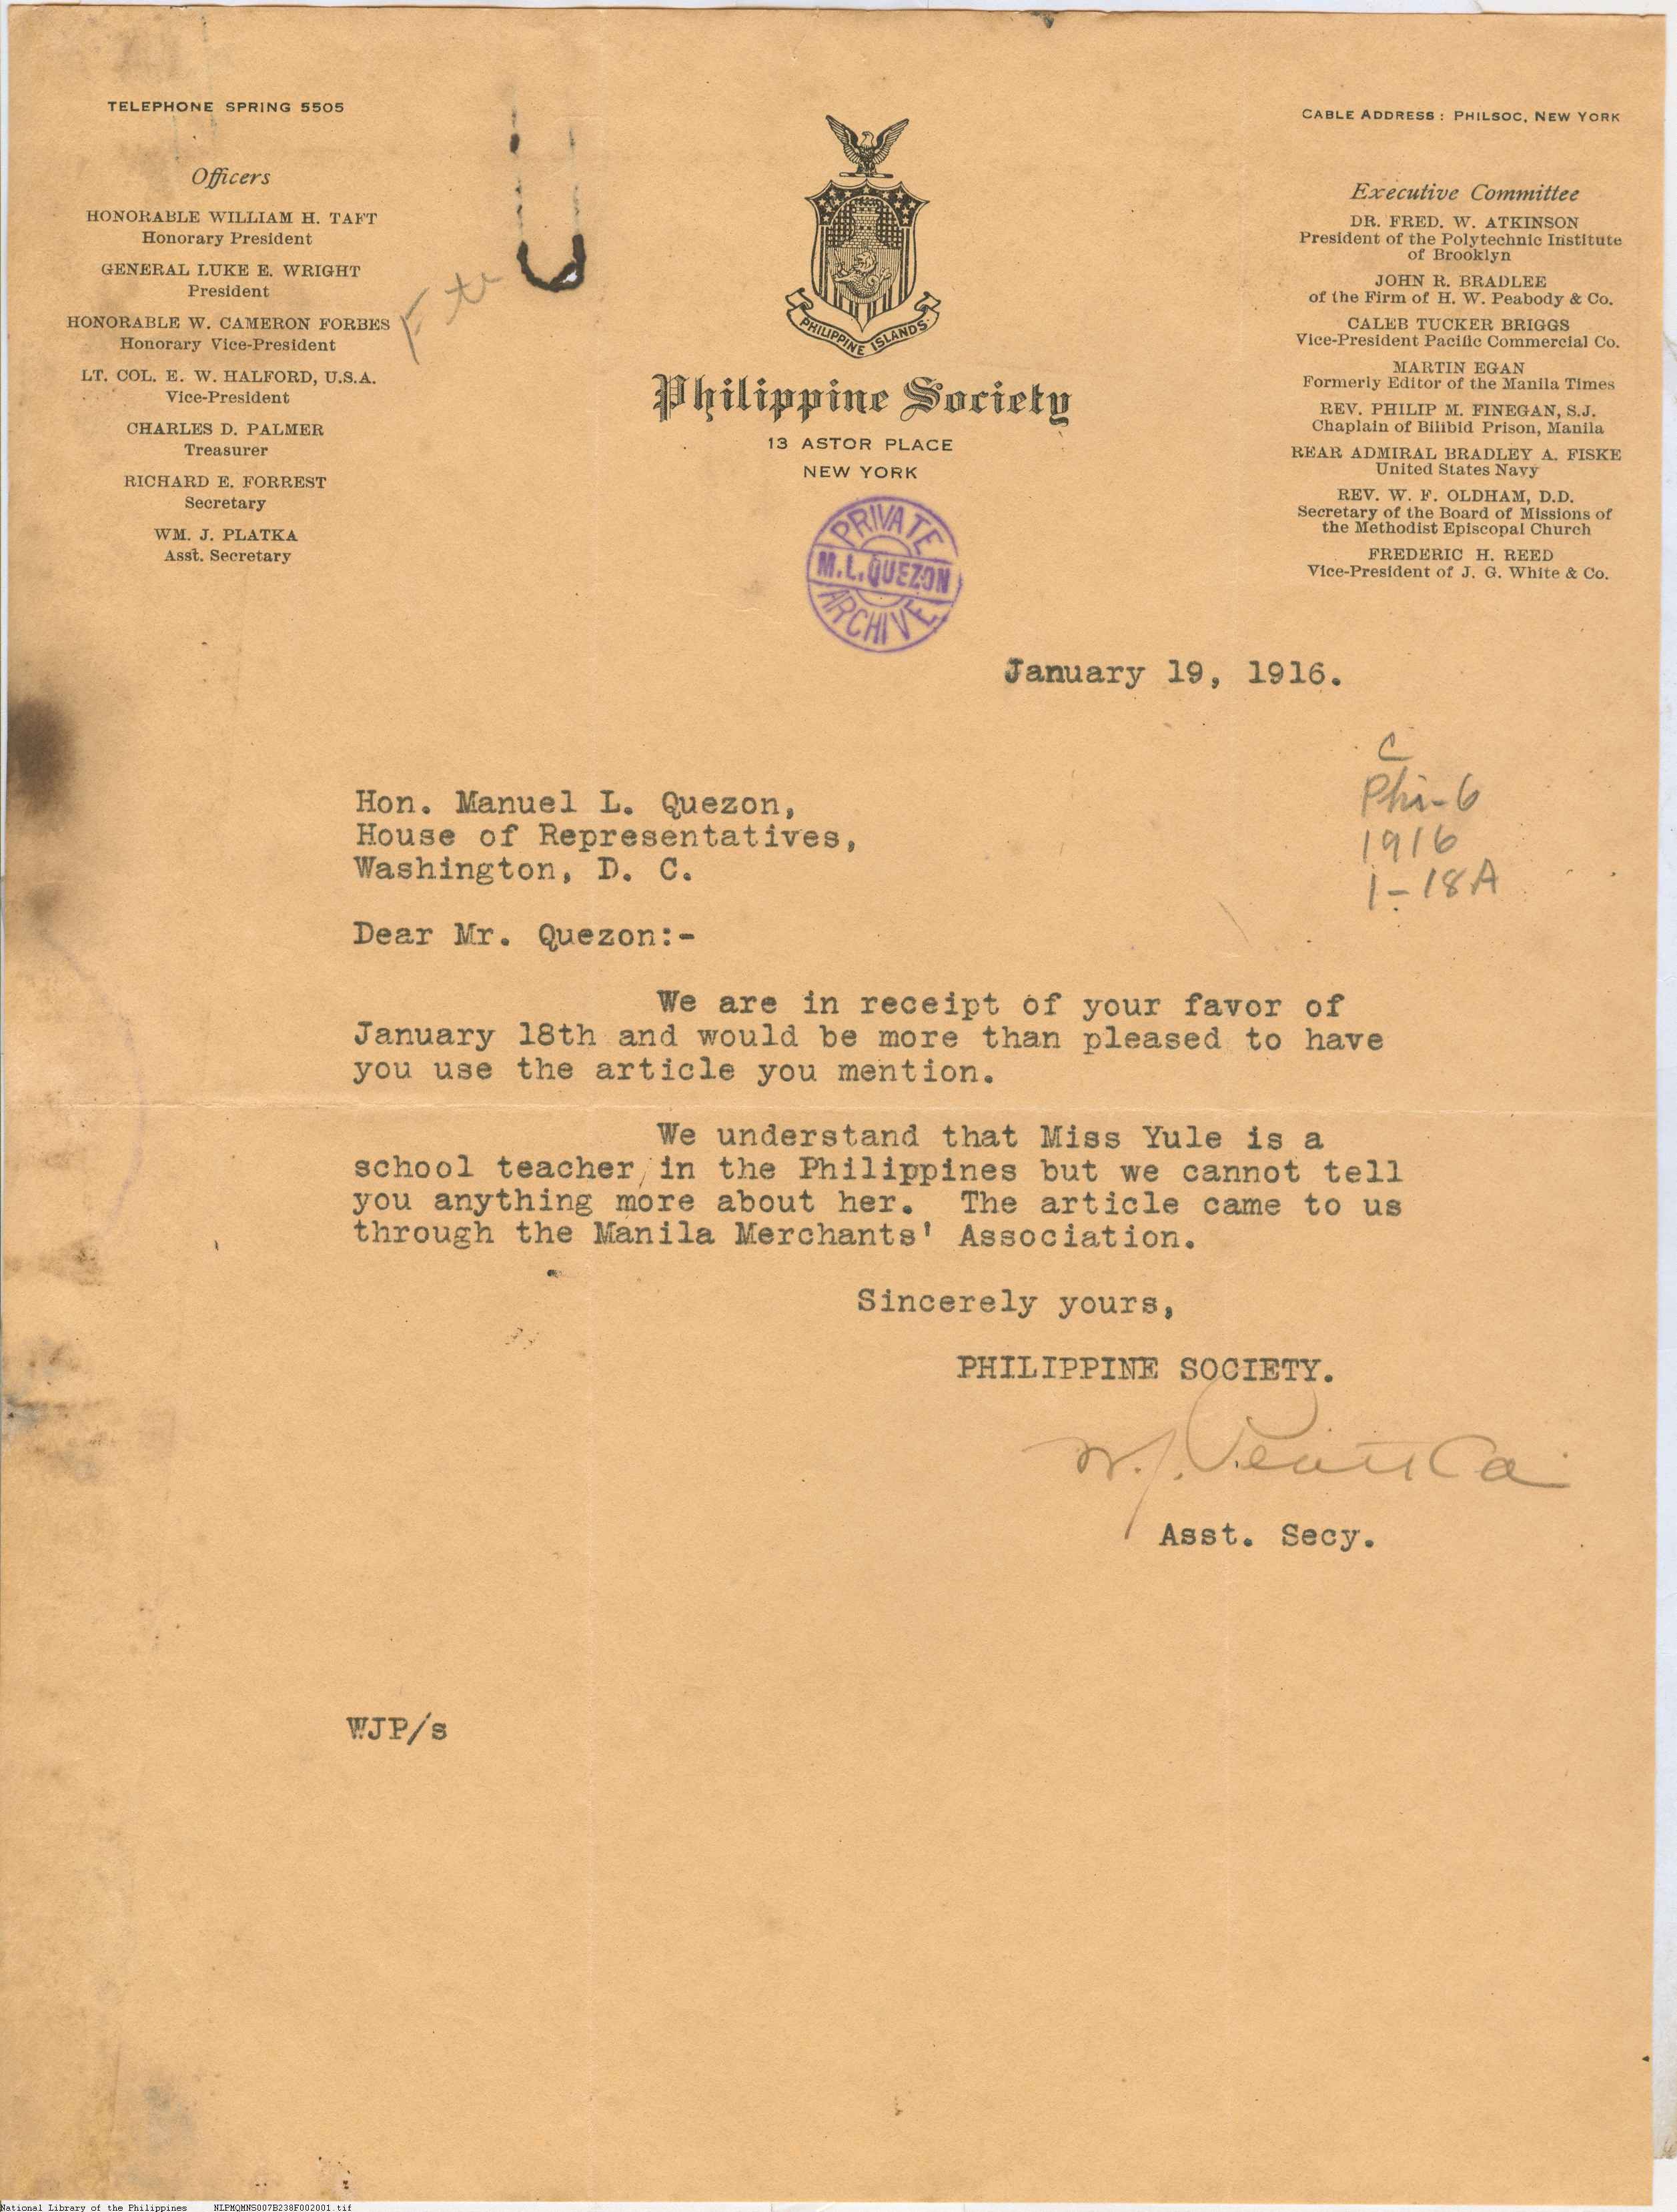 TELEPHONE SPRING 5505
CABLE ADDRESS: PHILSOC, NEW YORK
Officers
HONORABLE WILLIAM H. TAFT
Honorary President
GENERAL LUKE E. WRIGHT
President
HONORABLE W. CAMERON FORBES
Honorary Vice-President
LT. COL. E. W. HALFORD, U.S.A.
Vice-President
CHARLES D. PALMER
Treasurer
RICHARD E. FORREST
Secretary
WM. J. PLATKA
Asst. Secretary
PHILIPPINE ISLANDS
Philippine Society
13 ASTOR PLACE
NEW YORK
Executive Committee
DR. FRED. W. ATKINSON
President of the Polytechnic Institute
of Brooklyn
JOHN R. BRADLEE
of the Firm of H. W. Peabody & Co.
CALEB TUCKER BRIGGS
Vice-President Pacific Commercial Co.
MARTIN EGAN
Formerly Editor of the Manila Times
REV. PHILIP M. FINEGAN, S.J.
Chaplain of Bilibid Prison, Manila
REAR ADMIRAL BRADLEY A. FISKE
United States Navy
REV. W. F. OLDHAM, D.D.
Secretary of the Board of Missions of
the Methodist Episcopal Church
FREDERIC H. REED
Vice-President of J. G. White & Co.
PRIVATE
M.L.QUEZON
ARCHIVE
January 19, 1916.
C
Phi-6
1916
1-18A
Hon. Manuel L. Quezon,
House of Representatives,
Washington, D. C.
Dear Mr. Quezon:-
We are in receipt of your favor of
January 18th and would be more than pleased to have
you use the article you mention.
We understand that Miss Yule is a
school teacher in the Philippines but we cannot tell
you anything more about her. The article came to us
through the Manila Merchants' Association.
Sincerely yours,
PHILIPPINE SOCIETY.
W. J. Platka
Asst. Secy.
WJP/s
National Library of the Philippines NLPMQMNS007B238F002001.tif